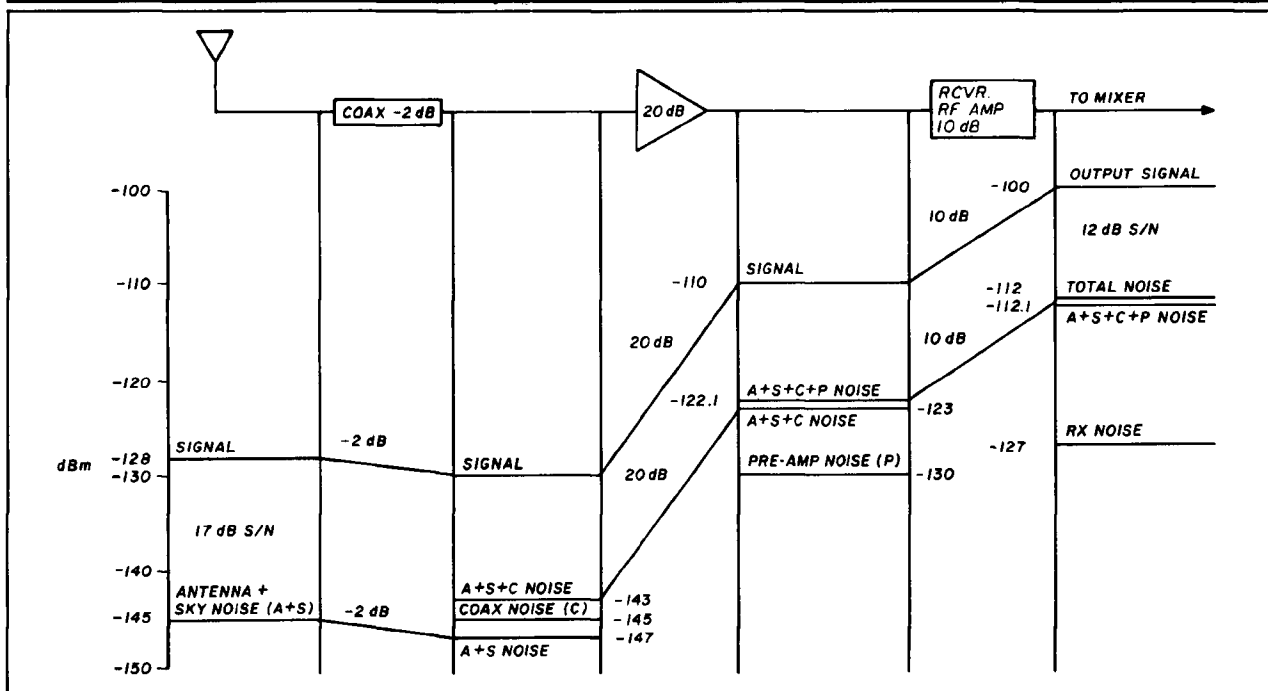 COAX -2 dB
20 dB
RCVR.
RF AMP
10 dB
TO MIXER
-100
-110
-120
dBm
-128
-130
-140
-145
-150
SIGNAL
17 dB S/N
ANTENNA +
SKY NOISE (A+S)
-2 dB
-2 dB
SIGNAL
A+S+C NOISE
COAX NOISE (C)
A+S NOISE
-143
-145
-147
20 dB
20 dB
-110
-122.1
SIGNAL
A+S+C+P NOISE
A+S+C NOISE
PRE-AMP NOISE (P)
-123
-130
10 dB
10 dB
-100
-112
-112.1
-127
OUTPUT SIGNAL
12 dB S/N
TOTAL NOISE
A+S+C+P NOISE
RX NOISE